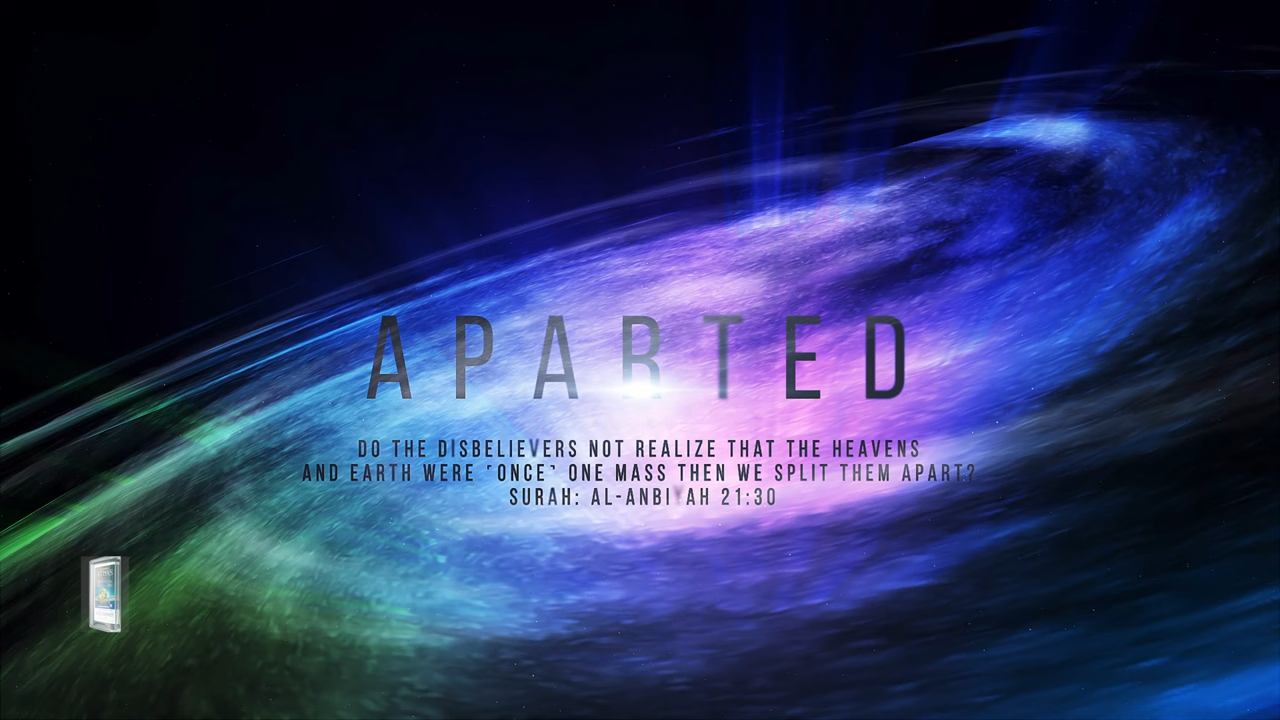 APARTED
DO THE DISBELIEVERS NOT REALIZE THAT THE HEAVENS
AND EARTH WERE ˹ONCE˺ ONE MASS THEN WE SPLIT THEM APART?
SURAH: AL-ANBIYAH 21:30